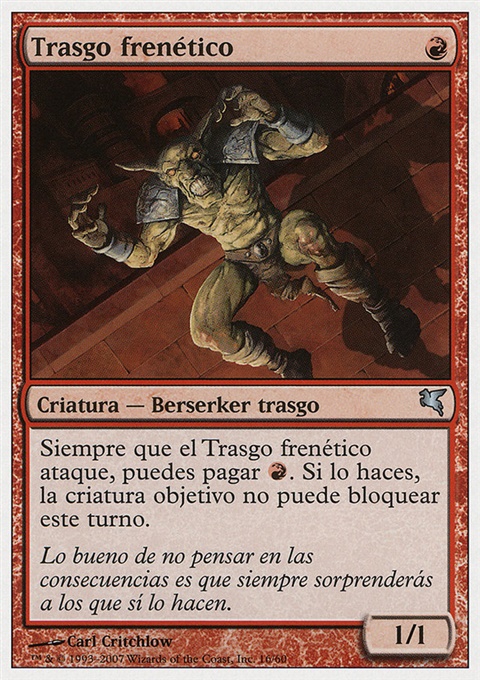 Trasgo frenético
Criatura — Berserker trasgo
Siempre que el Trasgo frenético
ataque, puedes pagar . Si lo haces,
la criatura objetivo no puede bloquear
este turno.
Lo bueno de no pensar en las
consecuencias es que siempre sorprenderás
a los que sí lo hacen.
1/1
Carl Critchlow
™ & © 1993-2007 Wizards of the Coast, Inc. 16/60